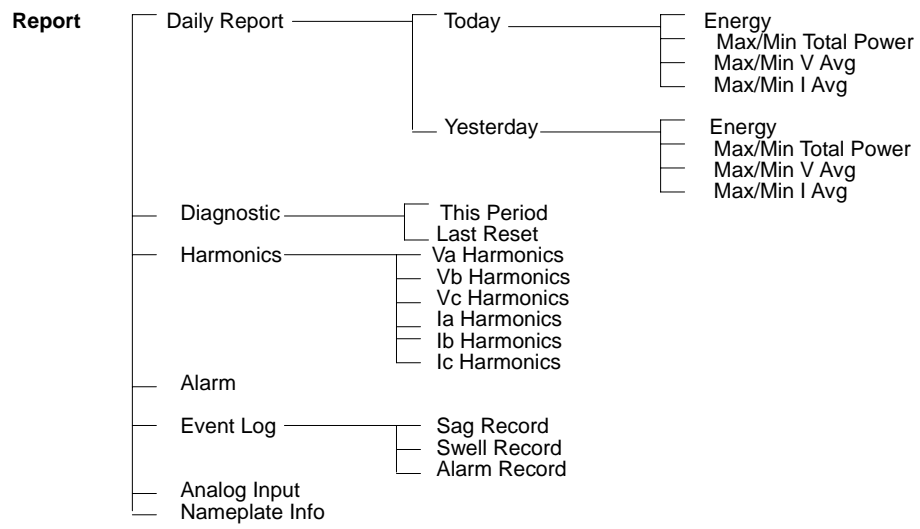 Report Daily Report Today Energy
Max/Min Total Power
Max/Min V Avg
Max/Min I Avg
Yesterday Energy
Max/Min Total Power
Max/Min V Avg
Max/Min I Avg
Diagnostic This Period
Last Reset
Harmonics Va Harmonics
Vb Harmonics
Vc Harmonics
Ia Harmonics
Ib Harmonics
Ic Harmonics
Alarm
Event Log Sag Record
Swell Record
Alarm Record
Analog Input
Nameplate Info